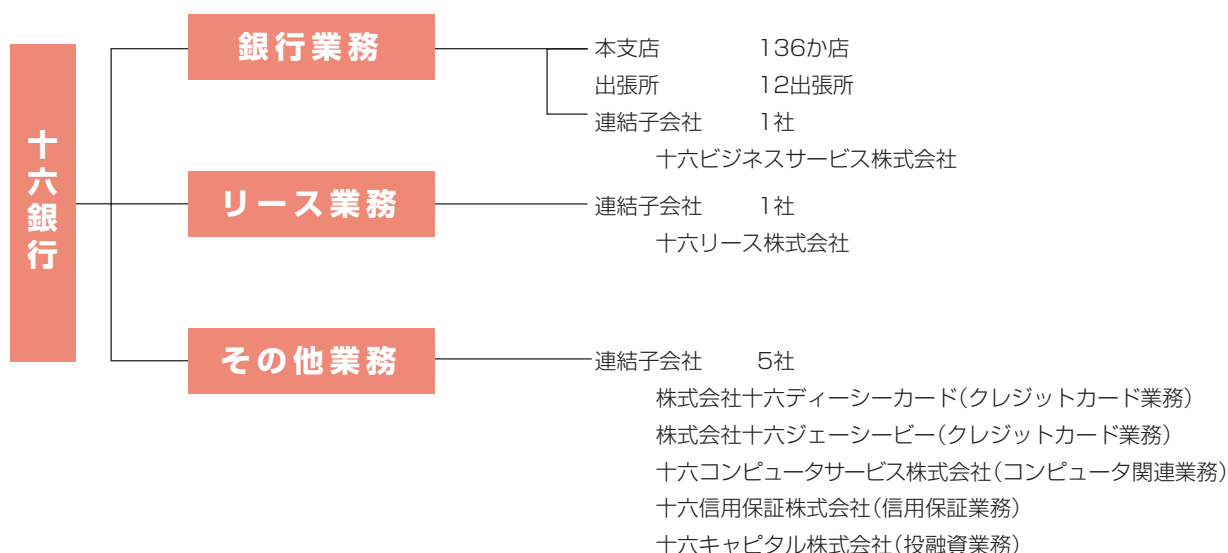 十六銀行
銀行業務
本支店 136か店
出張所 12出張所
連結子会社 1社
十六ビジネスサービス株式会社
リース業務
連結子会社 1社
十六リース株式会社
その他業務
連結子会社 5社
株式会社十六ディーシーカード(クレジットカード業務)
株式会社十六ジェーシービー(クレジットカード業務)
十六コンピュータサービス株式会社(コンピュータ関連業務)
十六信用保証株式会社(信用保証業務)
十六キャピタル株式会社(投融資業務)